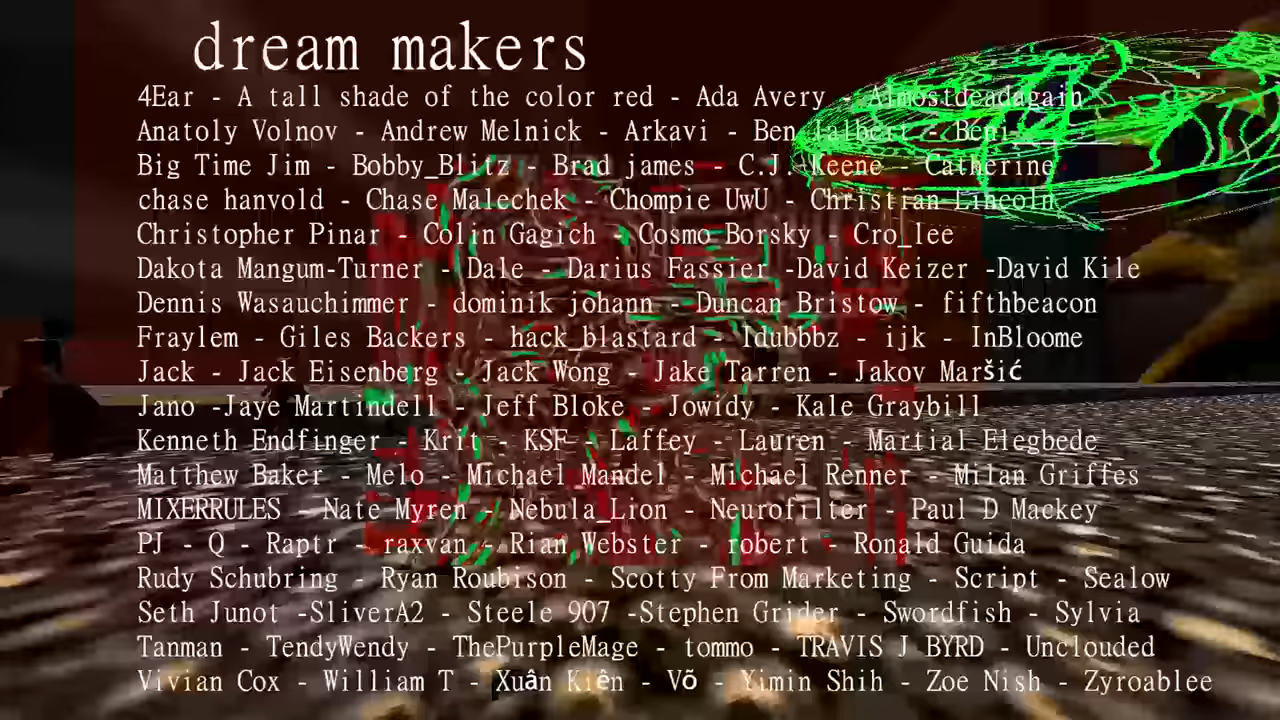 dream makers
4Ear - A tall shade of the color red - Ada Avery - Almostdeadagain
Anatoly Volnov - Andrew Melnick - Arkavi - Ben Talbert - Beni
Big Time Jim - Bobby_Blitz - Brad james - C.J. Keene - Catherine
chase hanvold - Chase Malechek - Chompie UwU - Christian Lincoln
Christopher Pinar - Colin Gagich - Cosmo Borsky - Cro_lee
Dakota Mangum-Turner - Dale - Darius Fassier -David Keizer -David Kile
Dennis Wasauchimmer - dominik johann - Duncan Bristow - fifthbeacon
Fraylem - Giles Backers - hack_blastard - Idubbbz - ijk - InBloome
Jack - Jack Eisenberg - Jack Wong - Jake Tarren - Jakov Maršić
Jano -Jaye Martindell - Jeff Bloke - Jowidy - Kale Graybill
Kenneth Endfinger - Krit - KSF - Laffey - Lauren - Martial Elegbede
Matthew Baker - Melo - Michael Mandel - Michael Renner - Milan Griffes
MIXERRULES - Nate Myren - Nebula_Lion - Neurofilter - Paul D Mackey
PJ - Q - Raptr - raxvan - Rian Webster - robert - Ronald Guida
Rudy Schubring - Ryan Roubison - Scotty From Marketing - Script - Sealow
Seth Junot -SliverA2 - Steele 907 -Stephen Grider - Swordfish - Sylvia
Tanman - TendyWendy - ThePurpleMage - tommo - TRAVIS J BYRD - Unclouded
Vivian Cox - William T - Xuân Kiên - Võ - Yimin Shih - Zoe Nish - Zyroablee